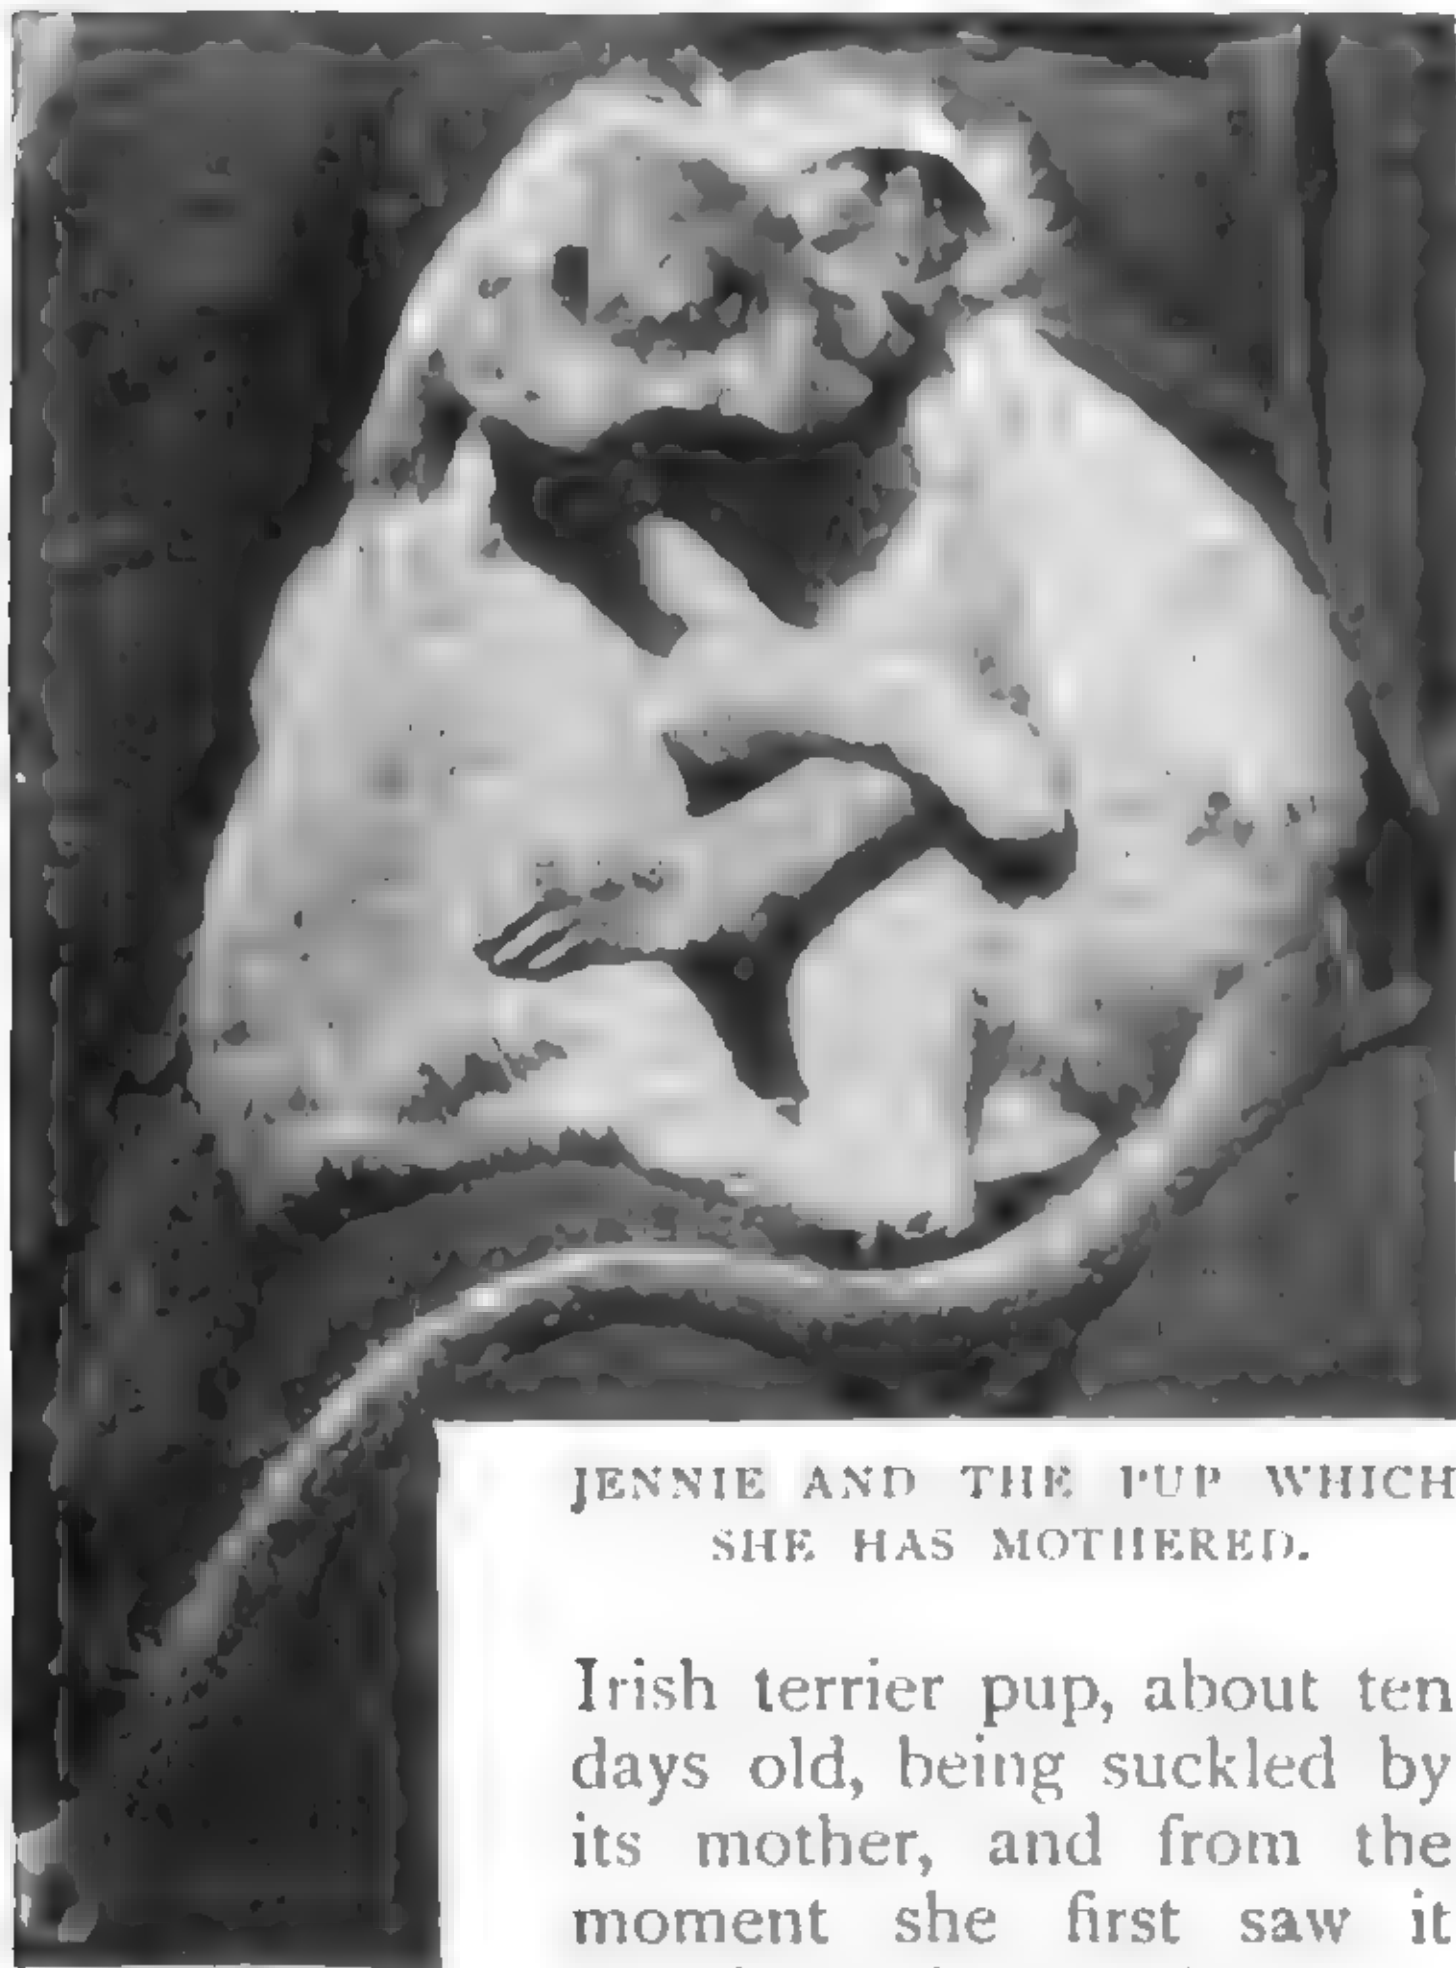 JENNIE AND THE PUP WHICH
SHE HAS MOTHERED.
Irish terrier pup, about ten
days old, being suckled by
its mother, and from the
moment she first saw it